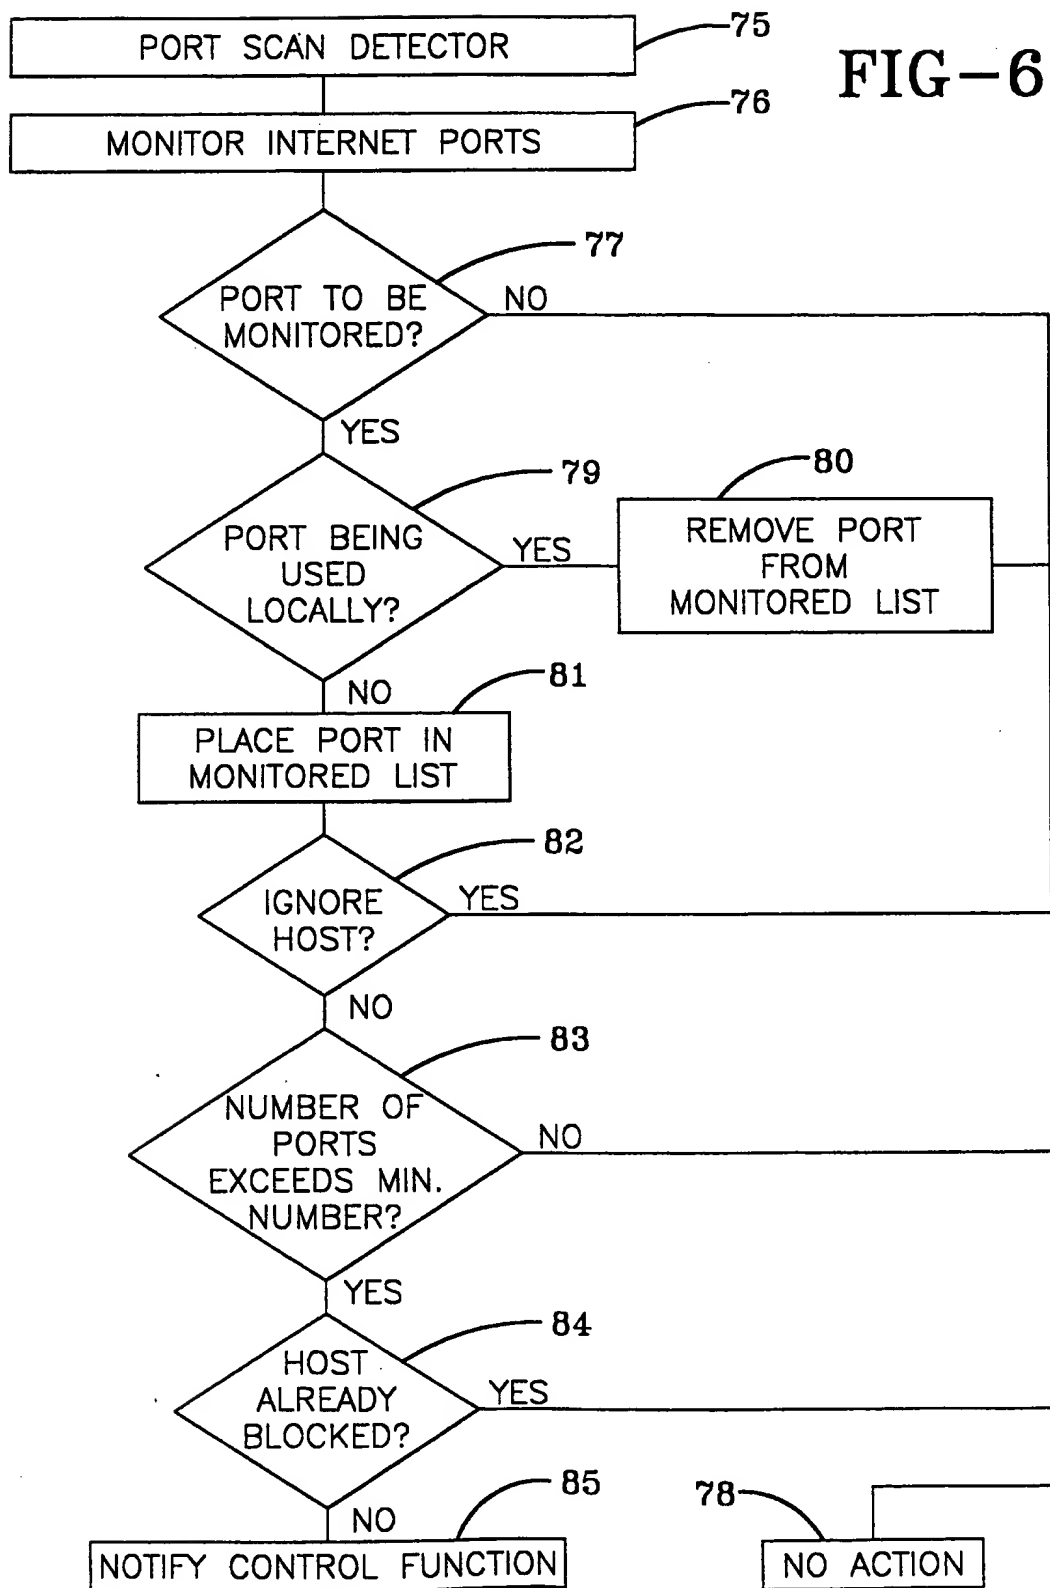 PORT SCAN DETECTOR
75
FIG-6
MONITOR INTERNET PORTS
76
77
PORT TO BE
MONITORED?
NO
YES
79
80
PORT BEING
USED
LOCALLY?
YES
REMOVE PORT
FROM
MONITORED LIST
NO
81
PLACE PORT IN
MONITORED LIST
82
IGNORE
HOST?
YES
NO
83
NUMBER OF
PORTS
EXCEEDS MIN.
NUMBER?
NO
YES
84
HOST
ALREADY
BLOCKED?
YES
NO
85
78
NOTIFY CONTROL FUNCTION
NO ACTION